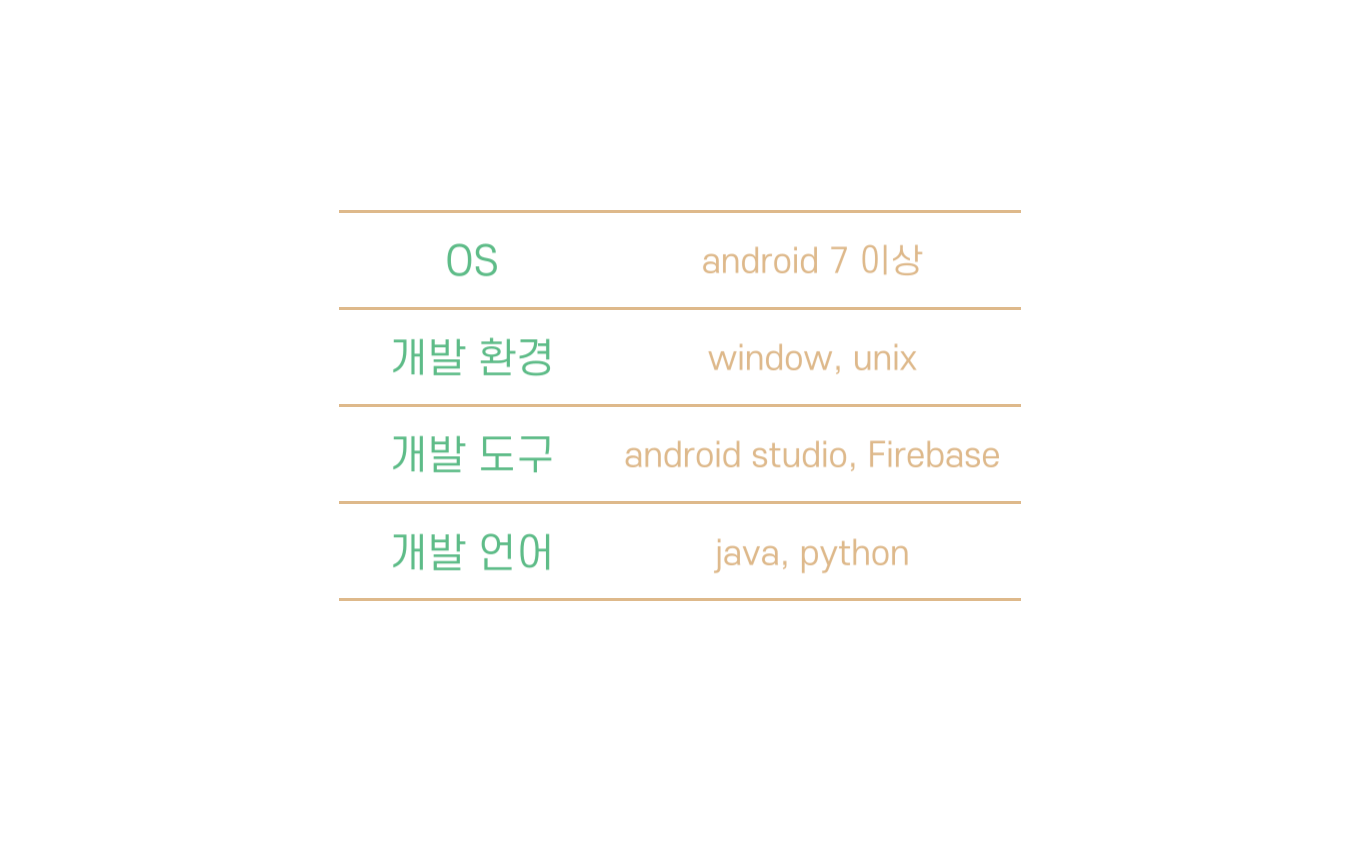 OS android 7 이상
개발 환경 window, unix
개발 도구 android studio, Firebase
개발 언어 java, python